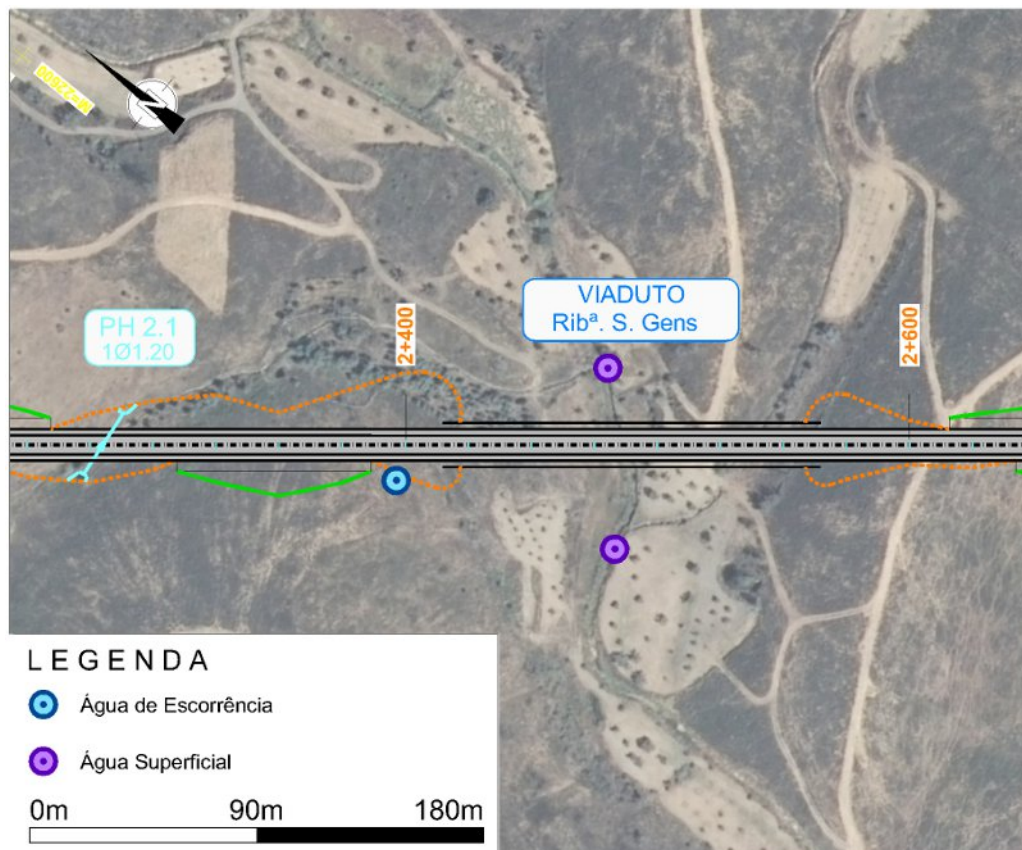 M=22600
N
VIADUTO
Ribª. S. Gens
PH 2.1
1Ø1.20
2+400
2+600
LEGENDA
Água de Escorrência
Água Superficial
0m 90m 180m